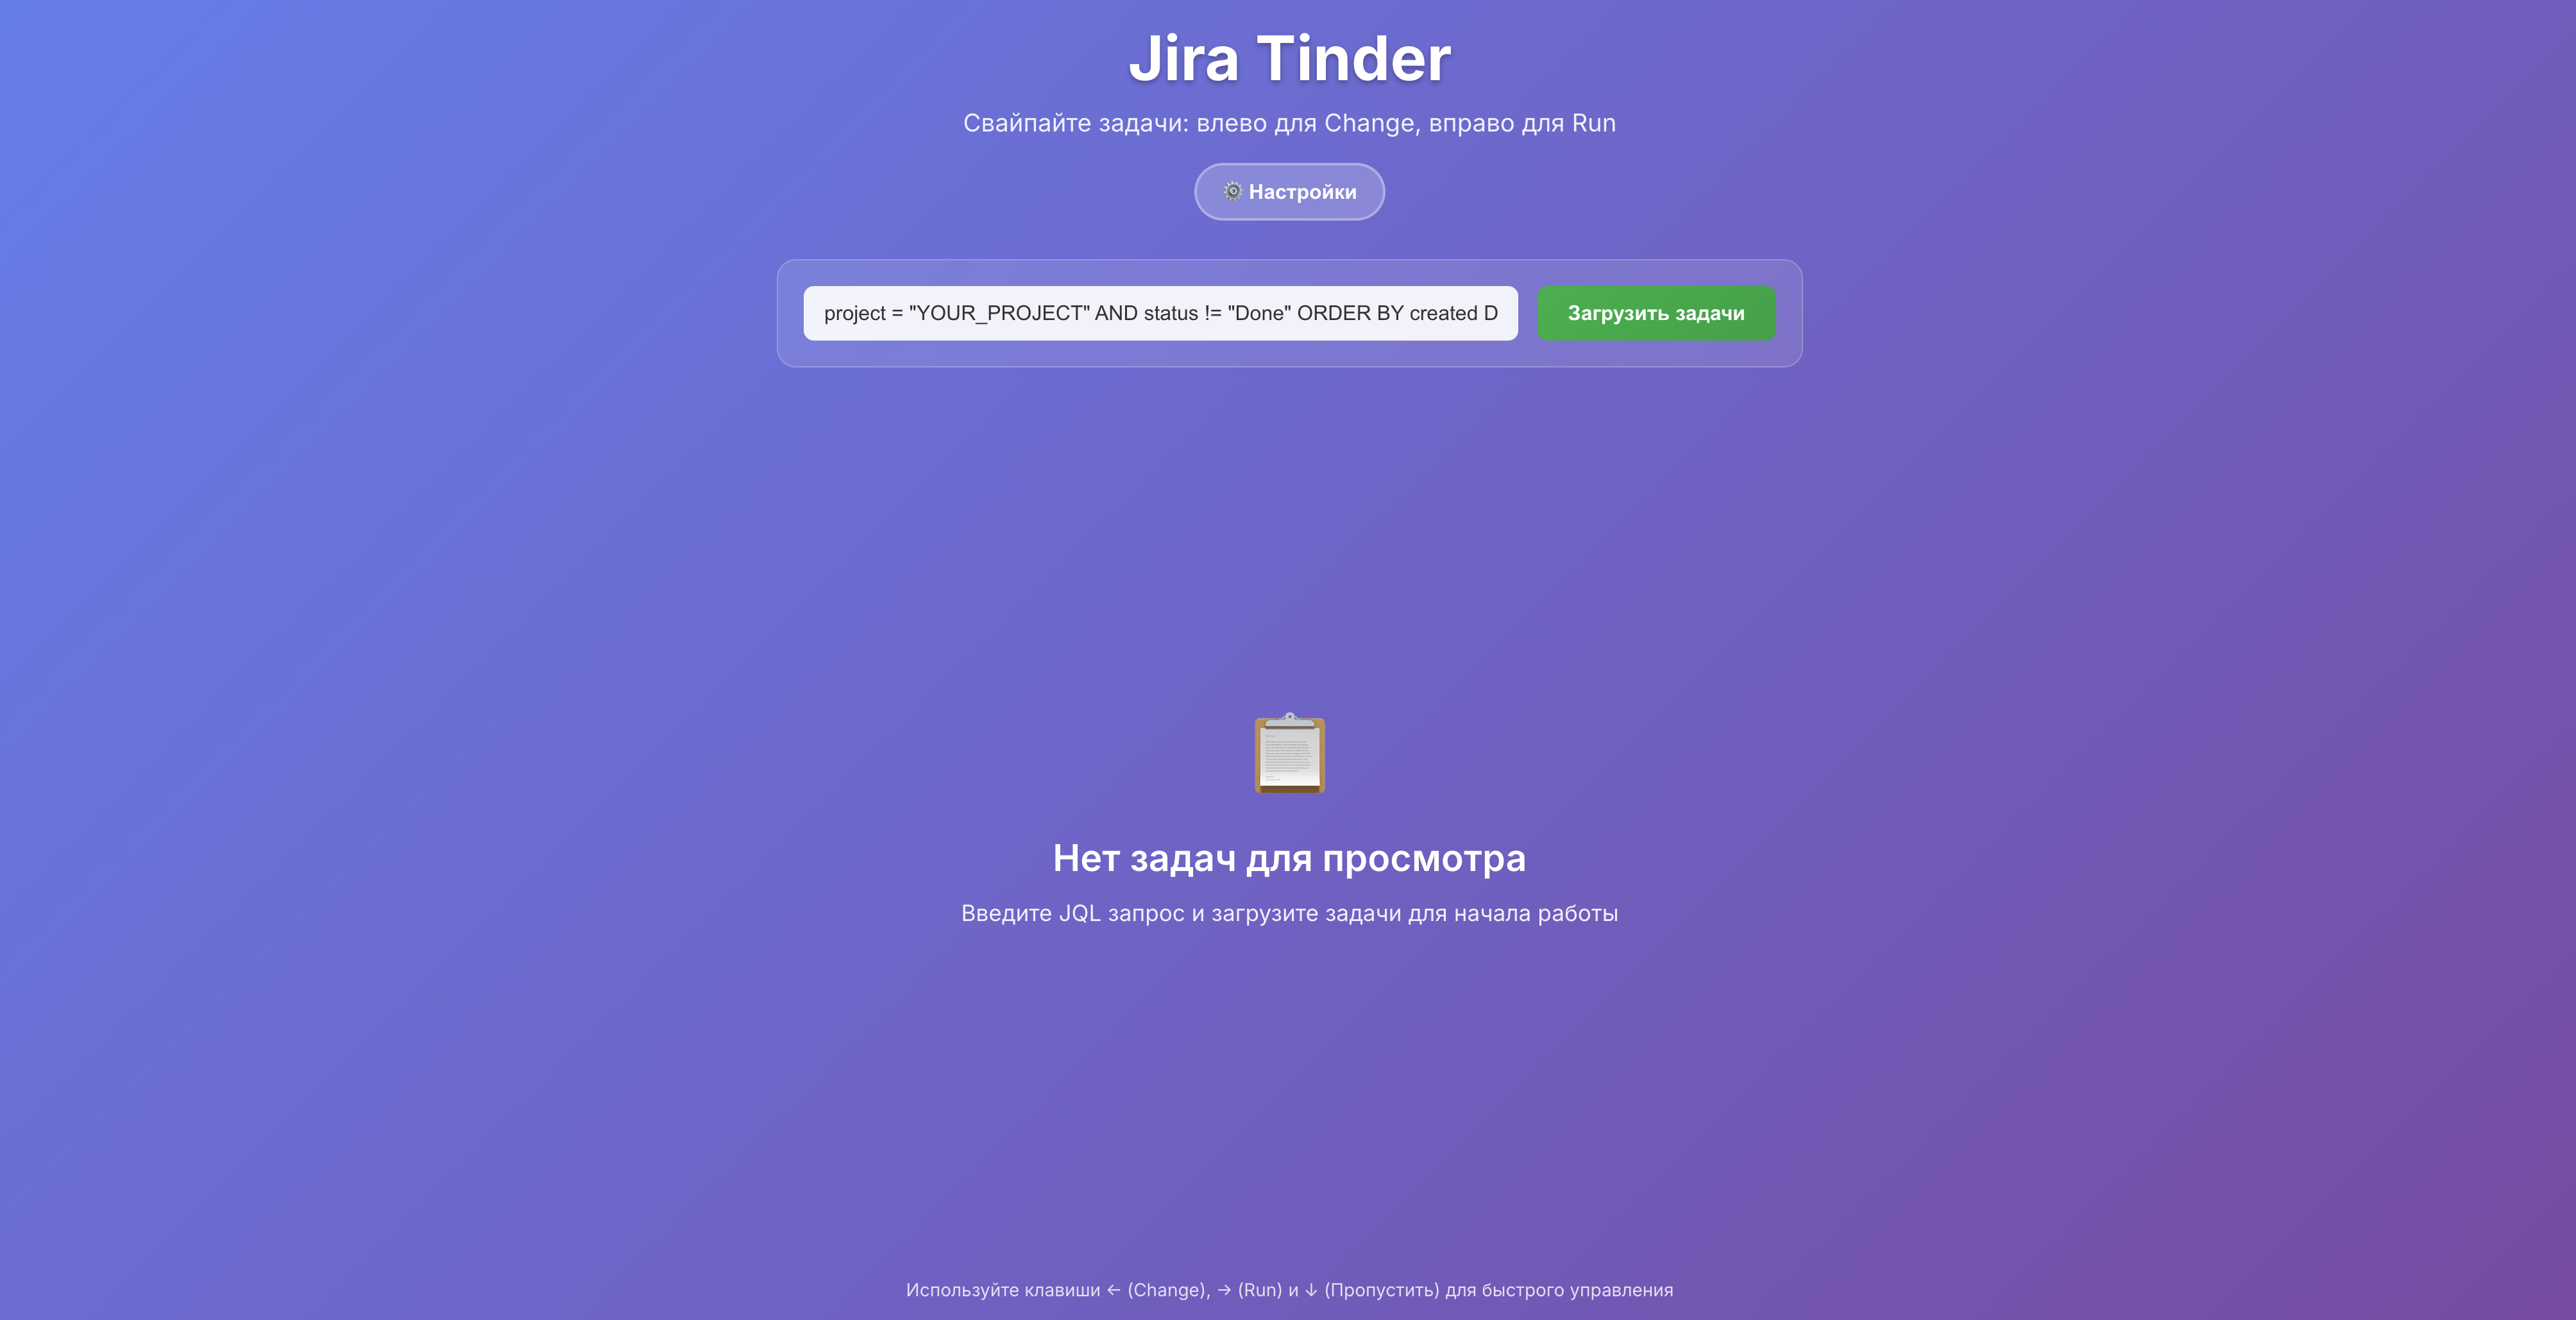 Jira Tinder
Свайпайте задачи: влево для Change, вправо для Run
⚙️ Настройки
project = "YOUR_PROJECT" AND status != "Done" ORDER BY created D
Загрузить задачи
Нет задач для просмотра
Введите JQL запрос и загрузите задачи для начала работы
Используйте клавиши ← (Change), → (Run) и ↓ (Пропустить) для быстрого управления